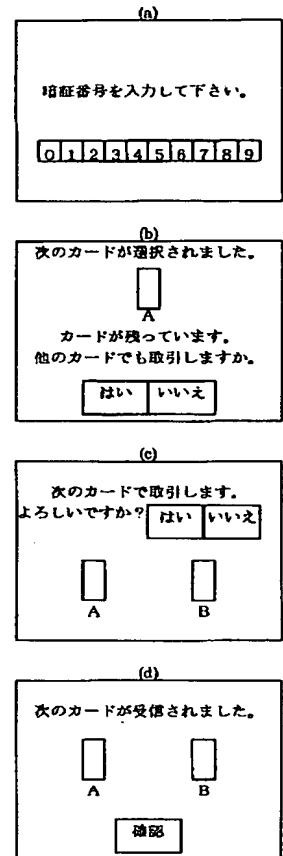 (a)
暗証番号を入力して下さい。
0 1 2 3 4 5 6 7 8 9
(b)
次のカードが選択されました。
A
カードが残っています。
他のカードでも取引しますか。
はい いいえ
(c)
次のカードで取引します。
よろしいですか? はい いいえ
A B
(d)
次のカードが受信されました。
A B
確認